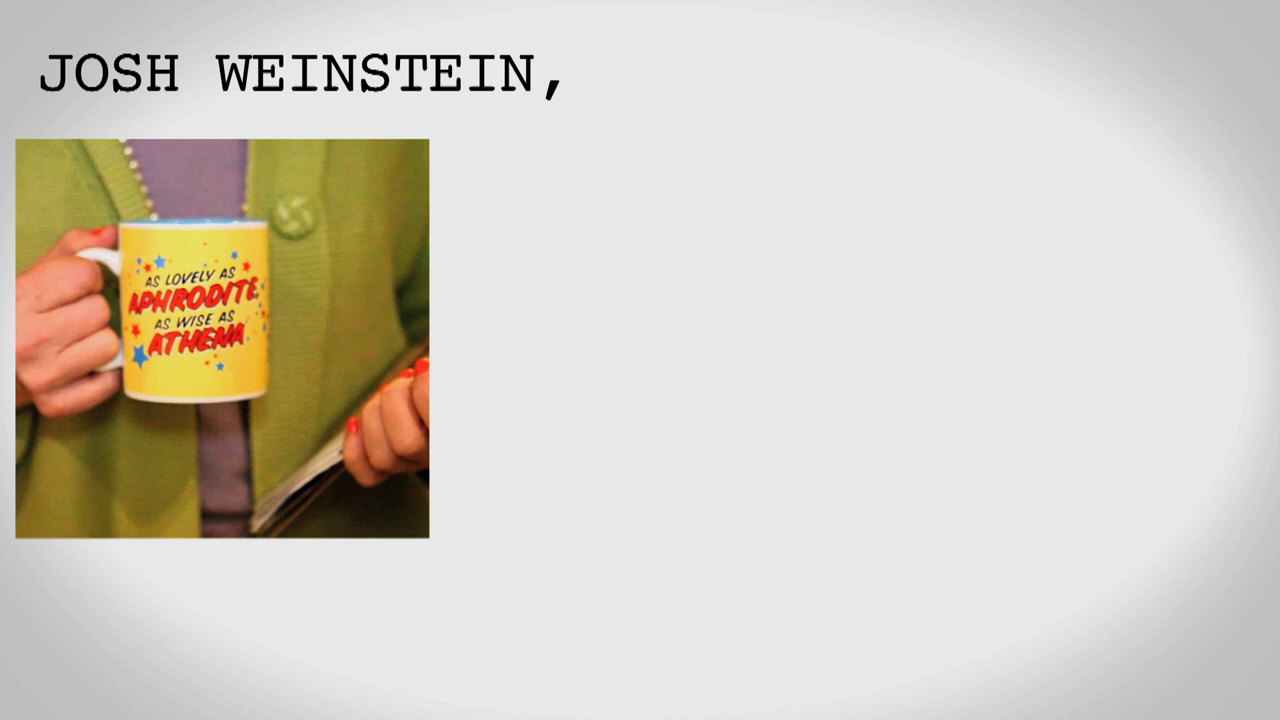 JOSH WEINSTEIN,
AS LOVELY AS
APHRODITE,
AS WISE AS
ATHENA